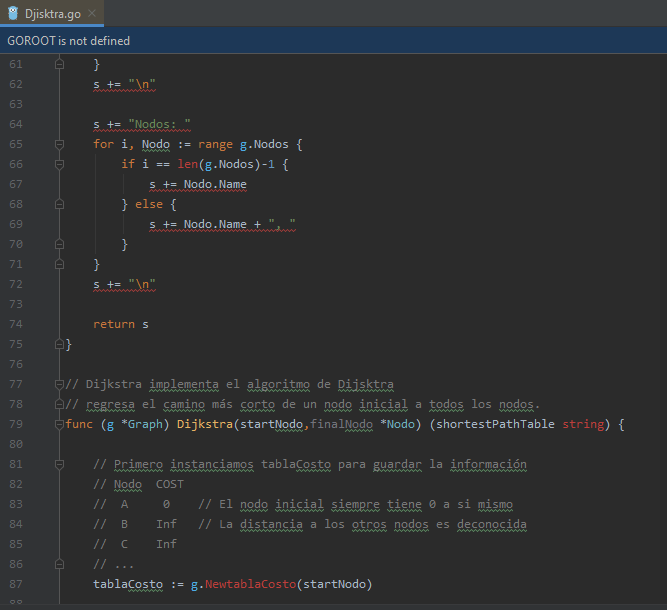 Djisktra.go
GOROOT is not defined
61 }
62 s += "\n"
63
64 s += "Nodos: "
65 for i, Nodo := range g.Nodos {
66 if i == len(g.Nodos)-1 {
67 s += Nodo.Name
68 } else {
69 s += Nodo.Name + ", "
70 }
71 }
72 s += "\n"
73
74 return s
75 }
76
77 // Dijkstra implementa el algoritmo de Dijsktra
78 // regresa el camino más corto de un nodo inicial a todos los nodos.
79 func (g *Graph) Dijkstra(startNodo,finalNodo *Nodo) (shortestPathTable string) {
80
81 // Primero instanciamos tablaCosto para guardar la información
82 // Nodo COST
83 // A 0 // El nodo inicial siempre tiene 0 a si mismo
84 // B Inf // La distancia a los otros nodos es deconocida
85 // C Inf
86 // ...
87 tablaCosto := g.NewtablaCosto(startNodo)
88